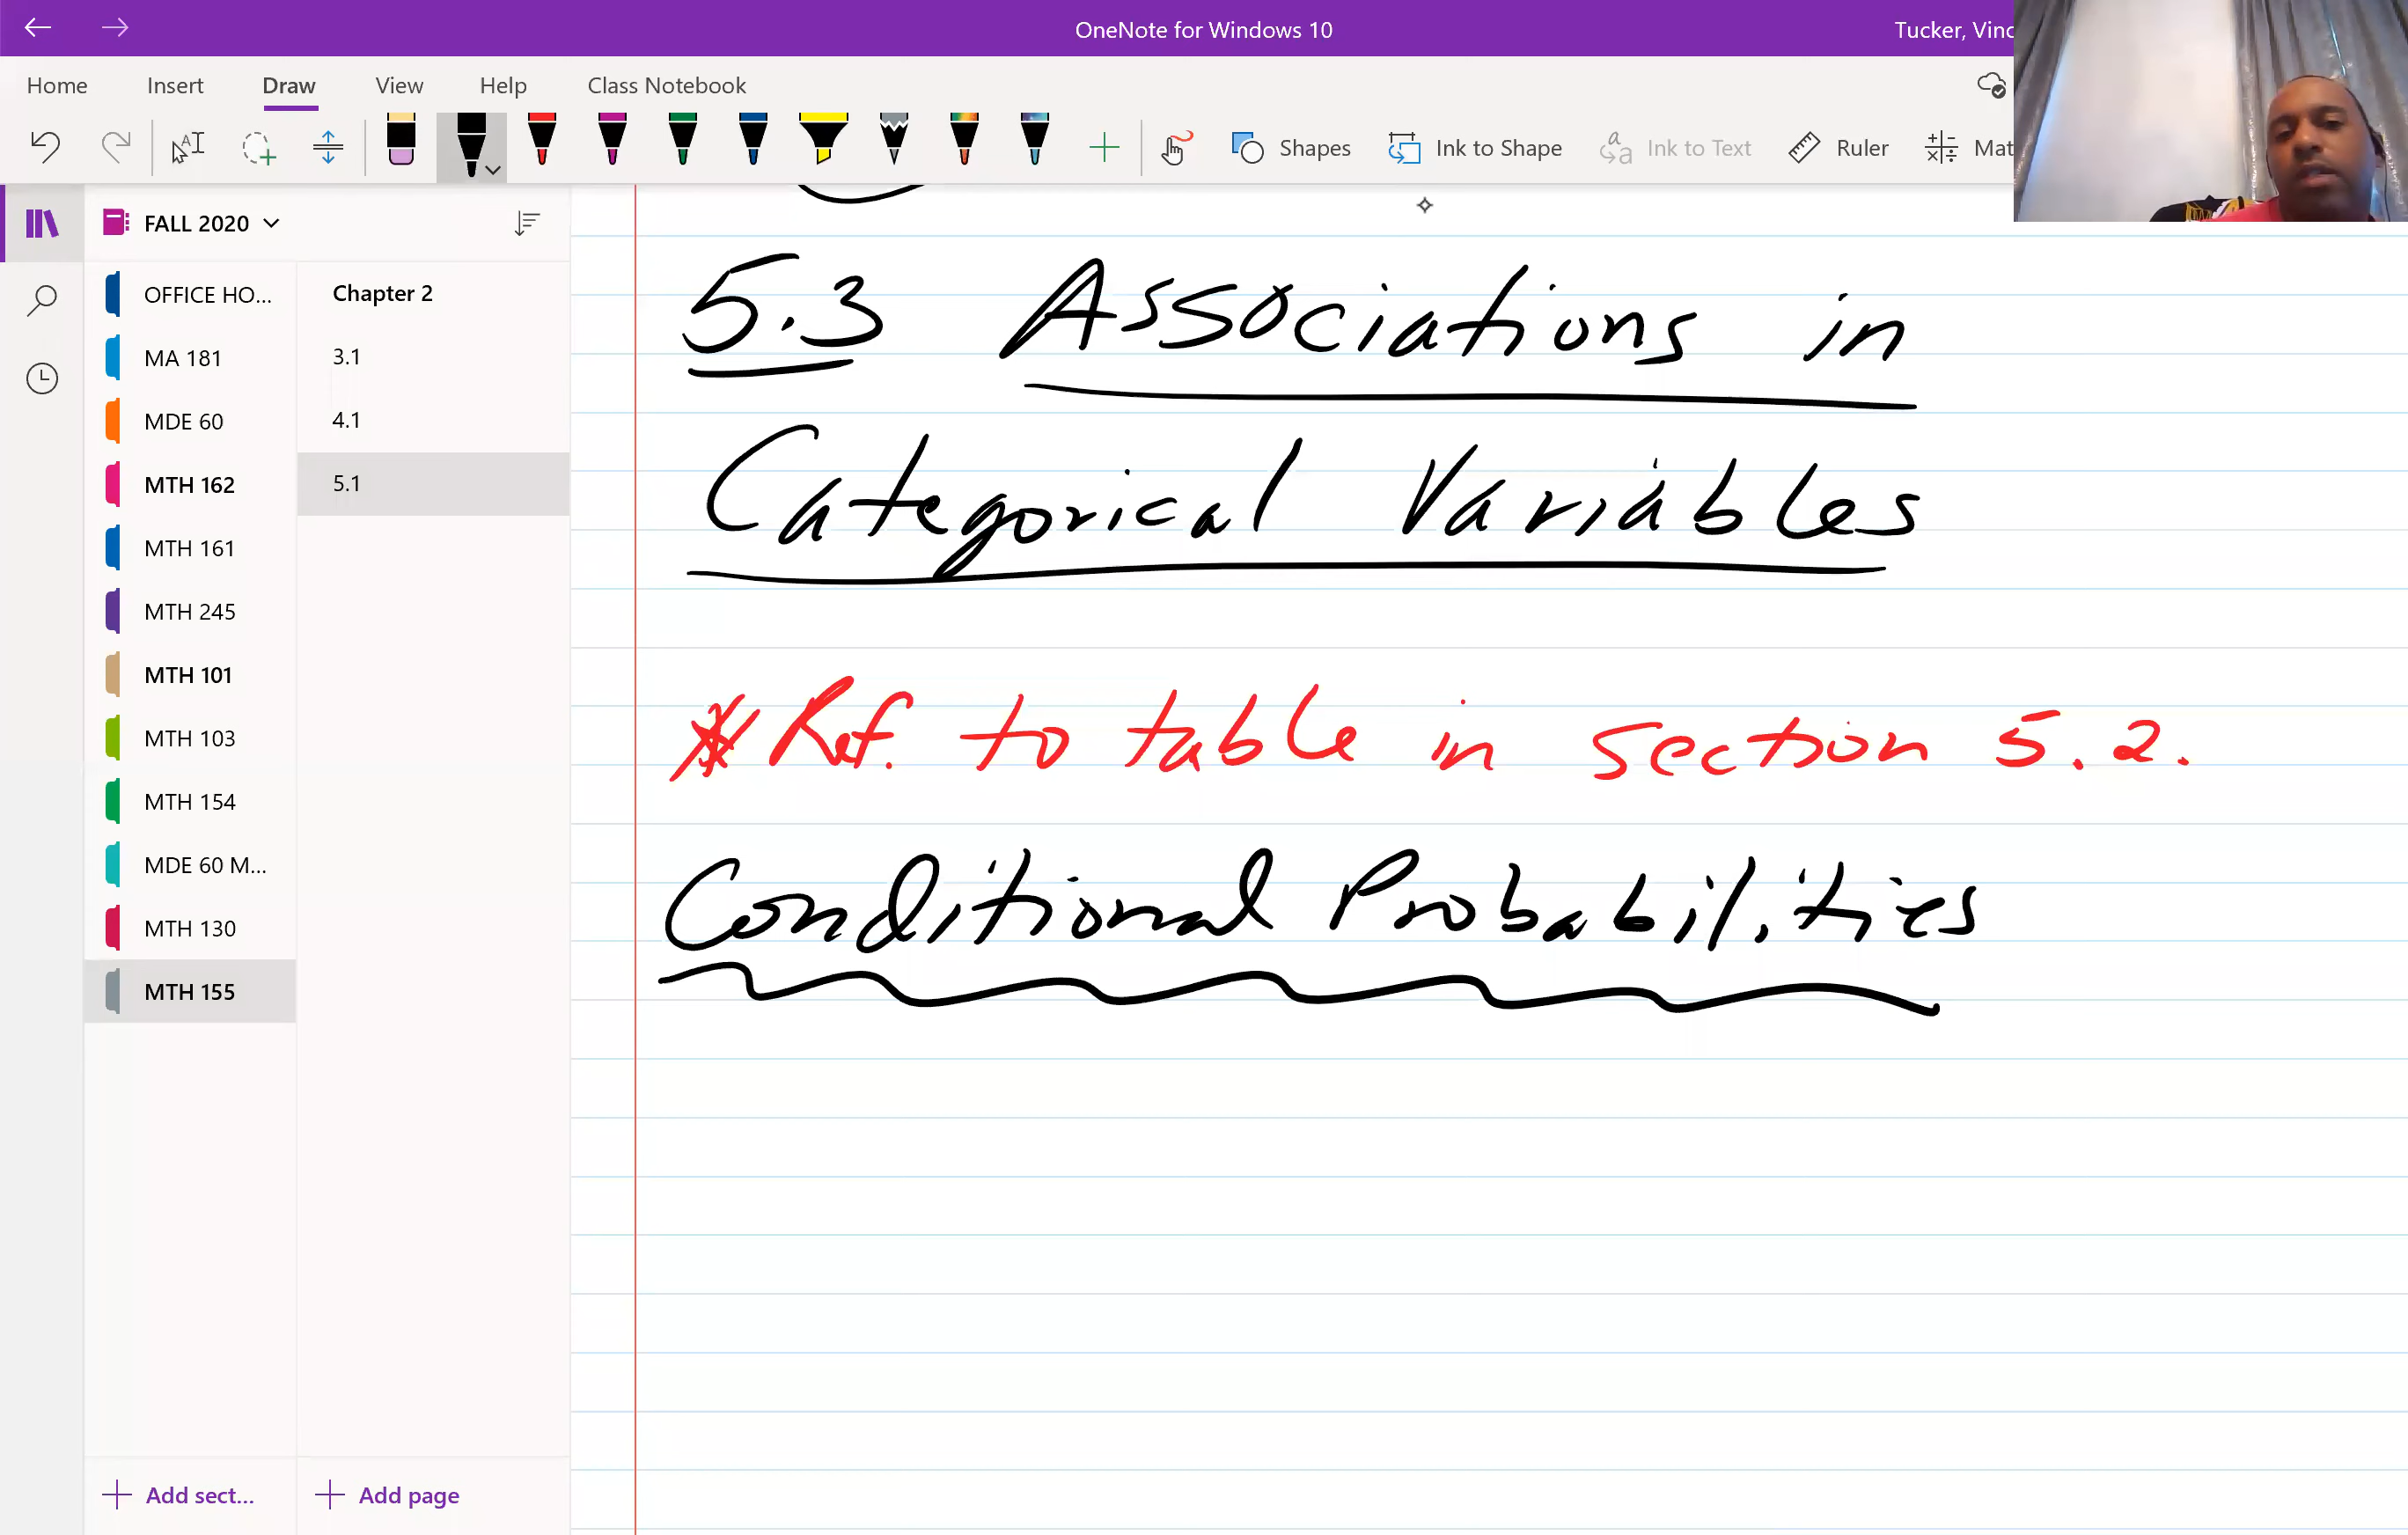 OneNote for Windows 10
Tucker, Vinc
Home Insert Draw View Help Class Notebook
Shapes Ink to Shape Ink to Text Ruler Mat
FALL 2020
OFFICE HO...
MA 181
MDE 60
MTH 162
MTH 161
MTH 245
MTH 101
MTH 103
MTH 154
MDE 60 M...
MTH 130
MTH 155
Add sect...
Chapter 2
3.1
4.1
5.1
Add page
5.3 Associations in
Categorical Variables
* Ref. to table in section 5.2.
Conditional Probabilities